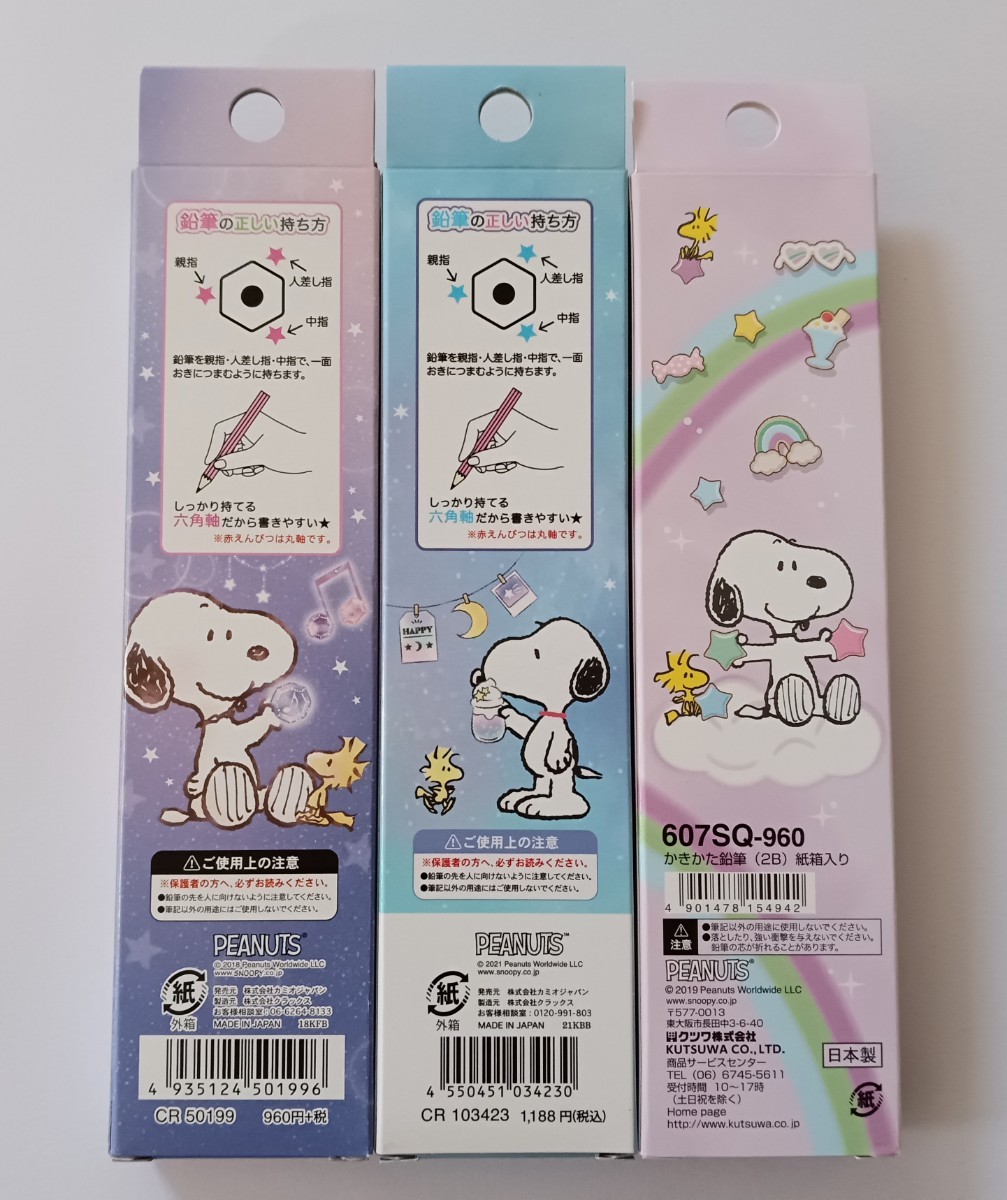 鉛筆の正しい持ち方
親指
人差し指
中指
鉛筆を親指・人差し指・中指で、一面
おきにつまむように持ちます。
しっかり持てる
六角軸だから書きやすい★
※赤えんぴつは丸軸です。
⚠ご使用上の注意
※保護者の方へ、必ずお読みください。
●鉛筆の先を人に向けないように注意してください。
●筆記以外の用途にはご使用しないでください。
PEANUTS®
© 2018 Peanuts Worldwide LLC
www.SNOOPY.co.jp
紙
外箱
発売元 株式会社カミオジャパン
製造元 株式会社クラックス
お客様相談室:06-6264-8133
MADE IN JAPAN 18KFB
4 935124 501996
CR 50199 960円+税
鉛筆の正しい持ち方
親指
人差し指
中指
鉛筆を親指・人差し指・中指で、一面
おきにつまむように持ちます。
しっかり持てる
六角軸だから書きやすい★
※赤えんぴつは丸軸です。
HAPPY
⚠ご使用上の注意
※保護者の方へ、必ずお読みください。
●鉛筆の先を人に向けないように注意してください。
●筆記以外の用途にはご使用しないでください。
PEANUTS™
© 2021 Peanuts Worldwide LLC
www.snoopy.co.jp
紙
外箱
発売元 株式会社カミオジャパン
製造元 株式会社クラックス
お客様相談室:0120-991-803
MADE IN JAPAN 21KBB
4 550451 034230
CR 103423 1,188円(税込)
607SQ-960
かきかた鉛筆(2B)紙箱入り
4 901478 154942
⚠注意
●筆記以外の用途に使用しないでください。
●落としたり、強い衝撃を与えないでください。
鉛筆の芯が折れることがあります。
PEANUTS®
© 2019 Peanuts Worldwide LLC
www.snoopy.co.jp
〒577-0013
東大阪市長田中3-6-40
クツワ株式会社
KUTSUWA CO., LTD.
商品サービスセンター
TEL (06) 6745-5611
受付時間 10〜17時
(土日祝を除く)
Home page
http://www.kutsuwa.co.jp
日本製
紙